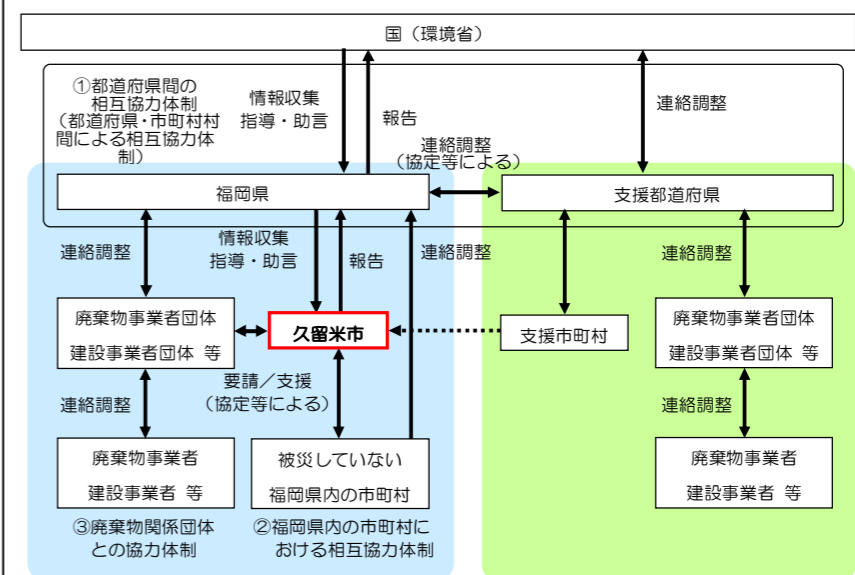 国（環境省）
①都道府県間の
相互協力体制
（都道府県・市町村村
間による相互協力体
制）
情報収集
指導・助言
報告
連絡調整
（協定等による）
連絡調整
福岡県
支援都道府県
連絡調整
情報収集
指導・助言
報告
連絡調整
連絡調整
連絡調整
廃棄物事業者団体
建設事業者団体 等
久留米市
支援市町村
廃棄物事業者団体
建設事業者団体 等
連絡調整
要請／支援
（協定等による）
連絡調整
廃棄物事業者
建設事業者 等
被災していない
福岡県内の市町村
廃棄物事業者
建設事業者 等
③廃棄物関係団体
との協力体制
②福岡県内の市町村に
おける相互協力体制